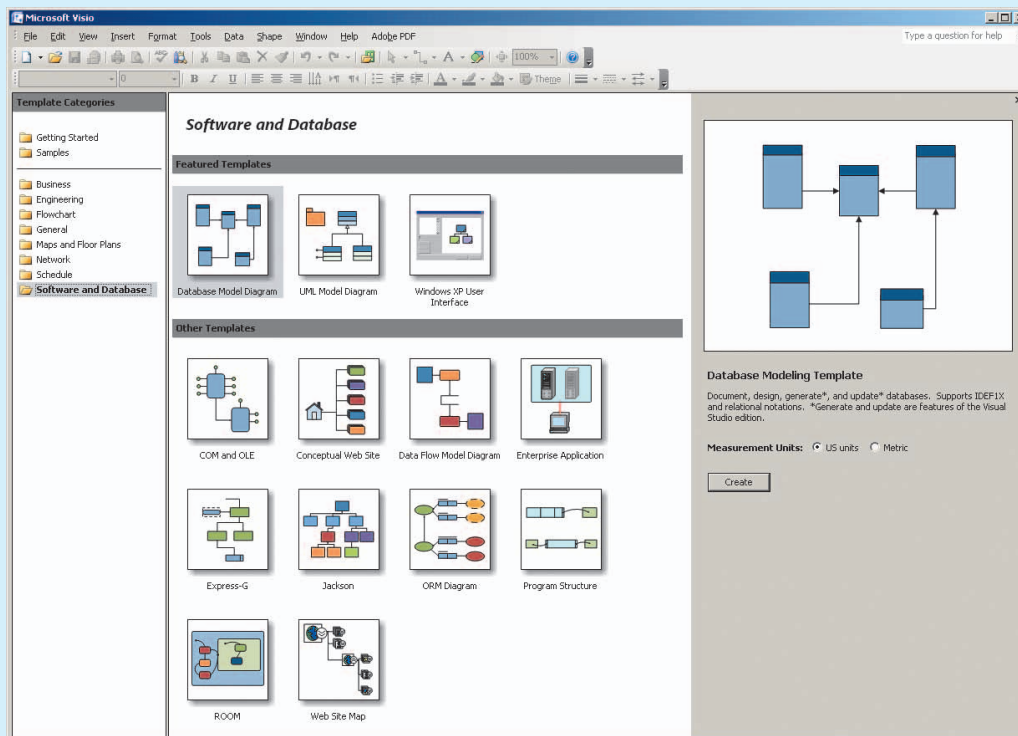 Microsoft Visio
File Edit View Insert Format Tools Data Shape Window Help Adobe PDF
Type a question for help
100%
0
B I U
Theme
Template Categories
Getting Started
Samples
Business
Engineering
Flowchart
General
Maps and Floor Plans
Network
Schedule
Software and Database
Software and Database
Featured Templates
Database Model Diagram
UML Model Diagram
Windows XP User
Interface
Other Templates
COM and OLE
Conceptual Web Site
Data Flow Model Diagram
Enterprise Application
Express-G
Jackson
ORM Diagram
Program Structure
ROOM
Web Site Map
Database Modeling Template
Document, design, generate*, and update* databases. Supports IDEF1X
and relational notations. *Generate and update are features of the Visual
Studio edition.
Measurement Units: US units Metric
Create